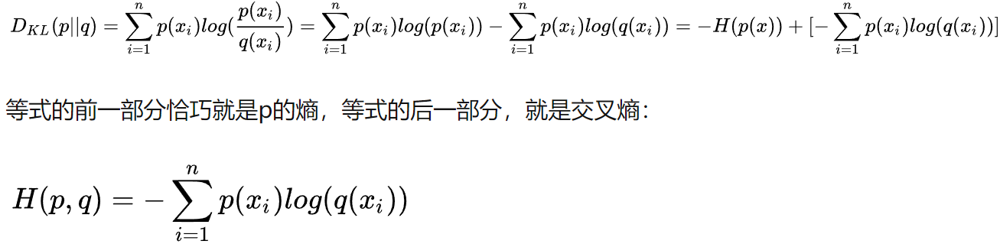 $D_{KL}(p||q) = \sum_{i=1}^{n} p(x_i)log(\frac{p(x_i)}{q(x_i)}) = \sum_{i=1}^{n} p(x_i)log(p(x_i)) - \sum_{i=1}^{n} p(x_i)log(q(x_i)) = -H(p(x)) + [-\sum_{i=1}^{n} p(x_i)log(q(x_i))]$
等式的前一部分恰巧就是p的熵，等式的后一部分，就是交叉熵：
$H(p,q) = -\sum_{i=1}^{n} p(x_i)log(q(x_i))$